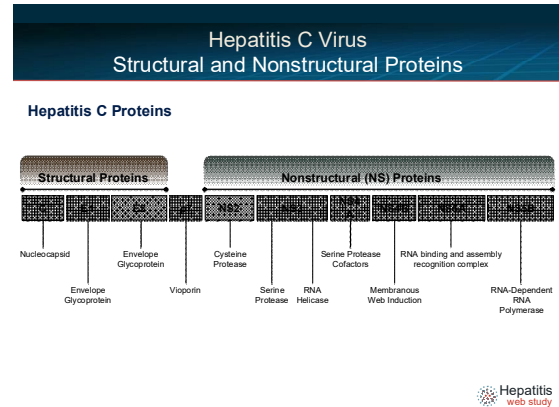 Hepatitis C Virus
Structural and Nonstructural Proteins
Hepatitis C Proteins
Structural Proteins
Nonstructural (NS) Proteins
E1
E2
NS2
Nucleocapsid
Envelope
Glycoprotein
Envelope
Glycoprotein
Vioporin
Cysteine
Protease
Serine
Protease
RNA
Helicase
Serine Protease
Cofactors
Membranous
Web Induction
RNA binding and assembly
recognition complex
RNA-Dependent
RNA
Polymerase
Hepatitis
web study